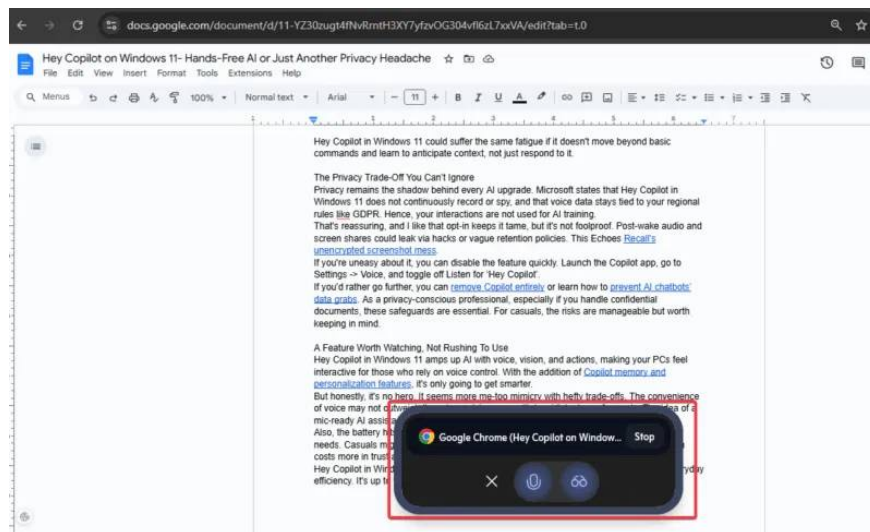 docs.google.com/document/d/11-YZ30zugt4fNvRrntH3XY7yfzvOG304vfl6zL7xxVA/edit?tab=t.0
Hey Copilot on Windows 11- Hands-Free AI or Just Another Privacy Headache
File Edit View Insert Format Tools Extensions Help
Menus 100% Normal text Arial 11 B I U A
1 1 2 3 4 5 6 7
Hey Copilot in Windows 11 could suffer the same fatigue if it doesn't move beyond basic
commands and learn to anticipate context, not just respond to it.
The Privacy Trade-Off You Can't Ignore
Privacy remains the shadow behind every AI upgrade. Microsoft states that Hey Copilot in
Windows 11 does not continuously record or spy, and that voice data stays tied to your regional
rules like GDPR. Hence, your interactions are not used for AI training.
That's reassuring, and I like that opt-in keeps it tame, but it's not foolproof. Post-wake audio and
screen shares could leak via hacks or vague retention policies. This Echoes Recall's
unencrypted screenshot mess.
If you're uneasy about it, you can disable the feature quickly. Launch the Copilot app, go to
Settings -> Voice, and toggle off Listen for 'Hey Copilot'.
If you'd rather go further, you can remove Copilot entirely or learn how to prevent AI chatbots'
data grabs. As a privacy-conscious professional, especially if you handle confidential
documents, these safeguards are essential. For casuals, the risks are manageable but worth
keeping in mind.
A Feature Worth Watching, Not Rushing To Use
Hey Copilot in Windows 11 amps up AI with voice, vision, and actions, making your PCs feel
interactive for those who rely on voice control. With the addition of Copilot memory and
personalization features, it's only going to get smarter.
But honestly, it's no hero. It seems more me-too mimicry with hefty trade-offs. The convenience
of voice may not of a
mic-ready AI
Also, the battery
needs. Casuals
costs more in trust
Hey Copilot in
efficiency. It's up
Google Chrome (Hey Copilot on Window... Stop